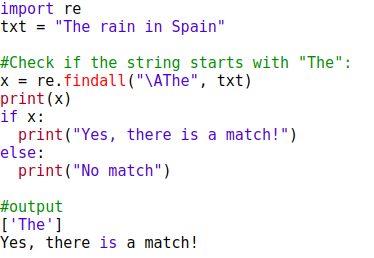 import re
txt = "The rain in Spain"
#Check if the string starts with "The":
x = re.findall("\AThe", txt)
print(x)
if x:
  print("Yes, there is a match!")
else:
  print("No match")
#output
['The']
Yes, there is a match!